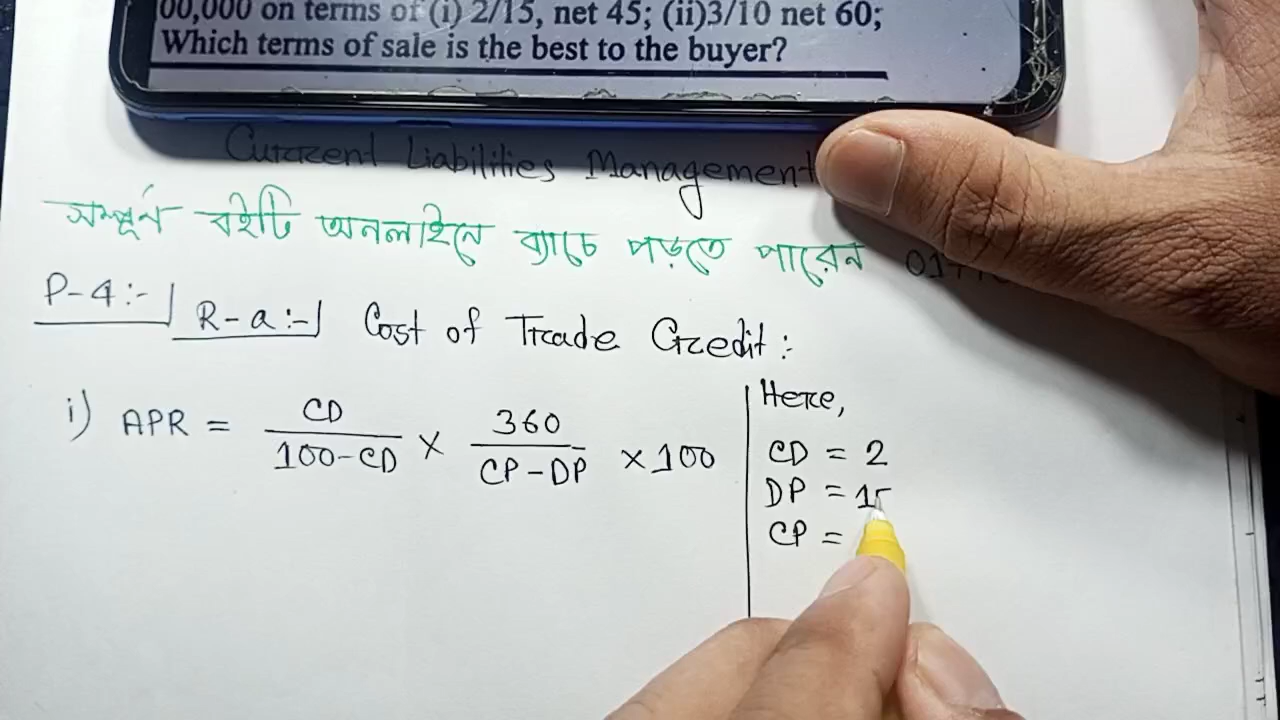 00,000 on terms of (i) 2/15, net 45; (ii)3/10 net 60;
Which terms of sale is the best to the buyer?
Current Liabilities Management
সম্পূর্ন বইটি অনলাইনে ব্যাচে পড়তে পারেন
P-4:- R-a:- Cost of Trade Credit:
i) APR = CD / 100-CD × 360 / CP-DP ×100
Here,
CD = 2
DP = 15
CP =